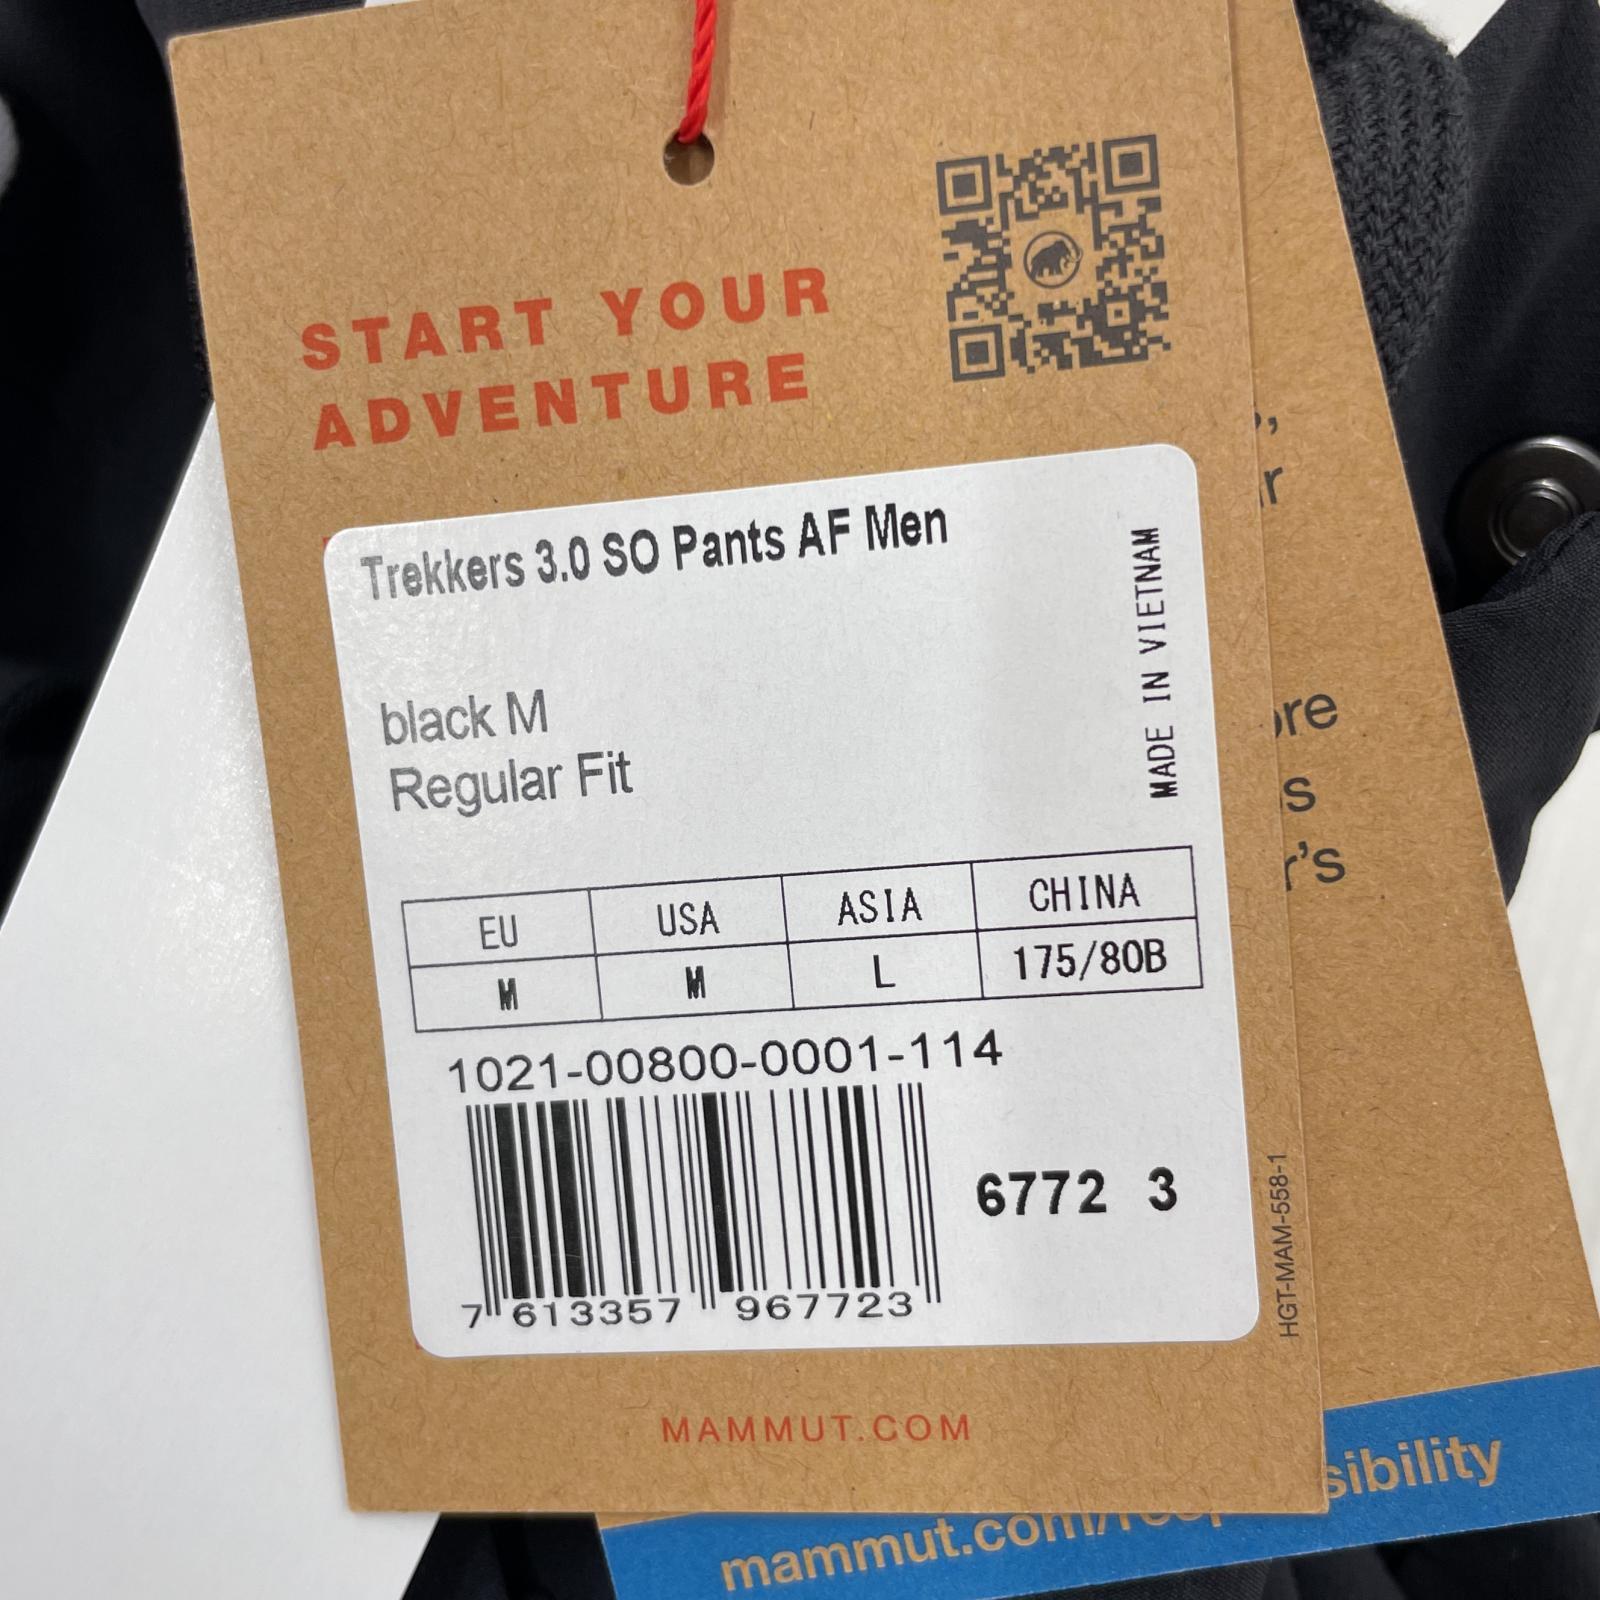 START YOUR
ADVENTURE
Trekkers 3.0 SO Pants AF Men
black M
Regular Fit
MADE IN VIETNAM
EU USA ASIA CHINA
M M L 175/80B
1021-00800-0001-114
6772 3
7 613357 967723
HGT-MAM-558-1
MAMMUT.COM
sibility
mammut.com/